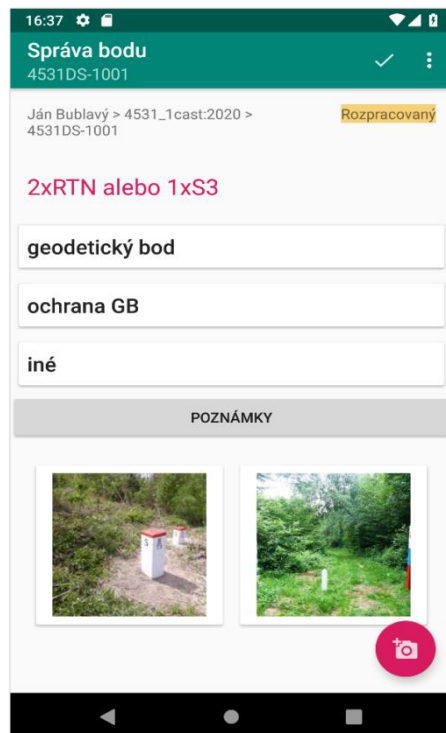 16:37
Správa bodu
4531DS-1001
Ján Bublavý > 4531_1cast:2020 >
4531DS-1001
Rozpracovaný
2xRTN alebo 1xS3
geodetický bod
ochrana GB
iné
POZNÁMKY
S A